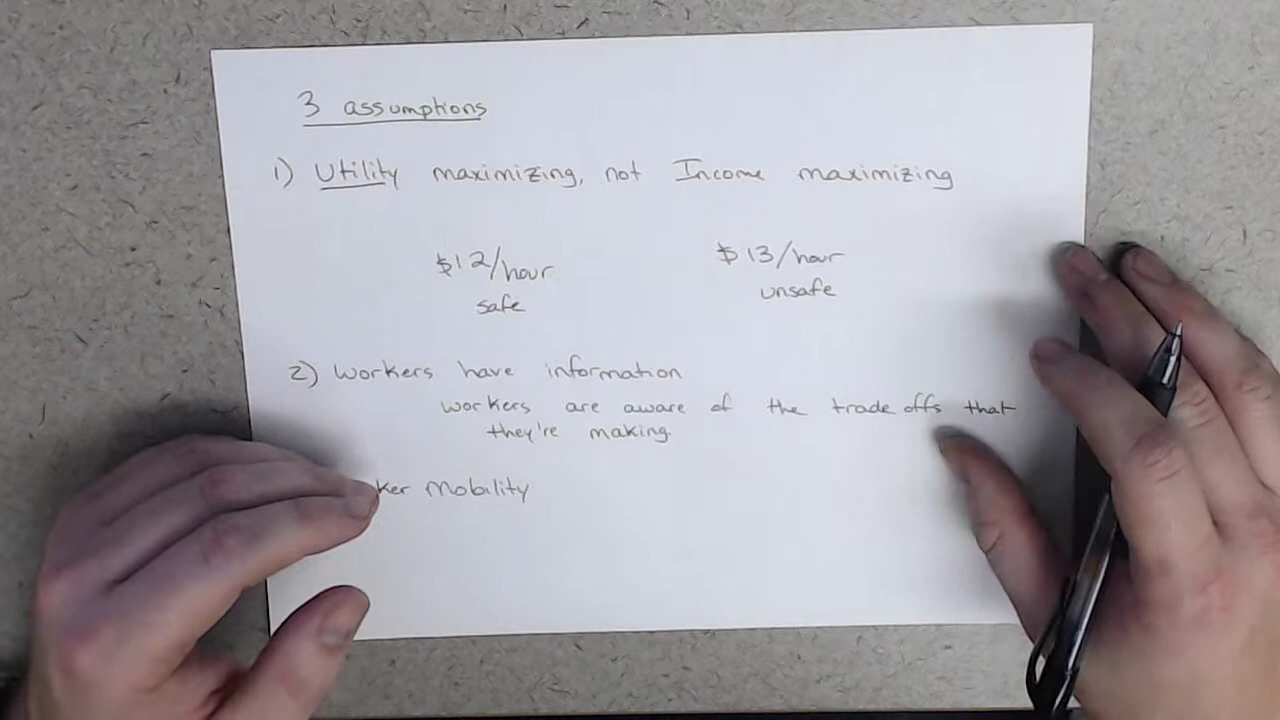 3 assumptions
1) Utility maximizing, not Income maximizing
$12/hour $13/hour
safe unsafe
2) Workers have information
workers are aware of the trade offs that
they're making.
ker Mobility